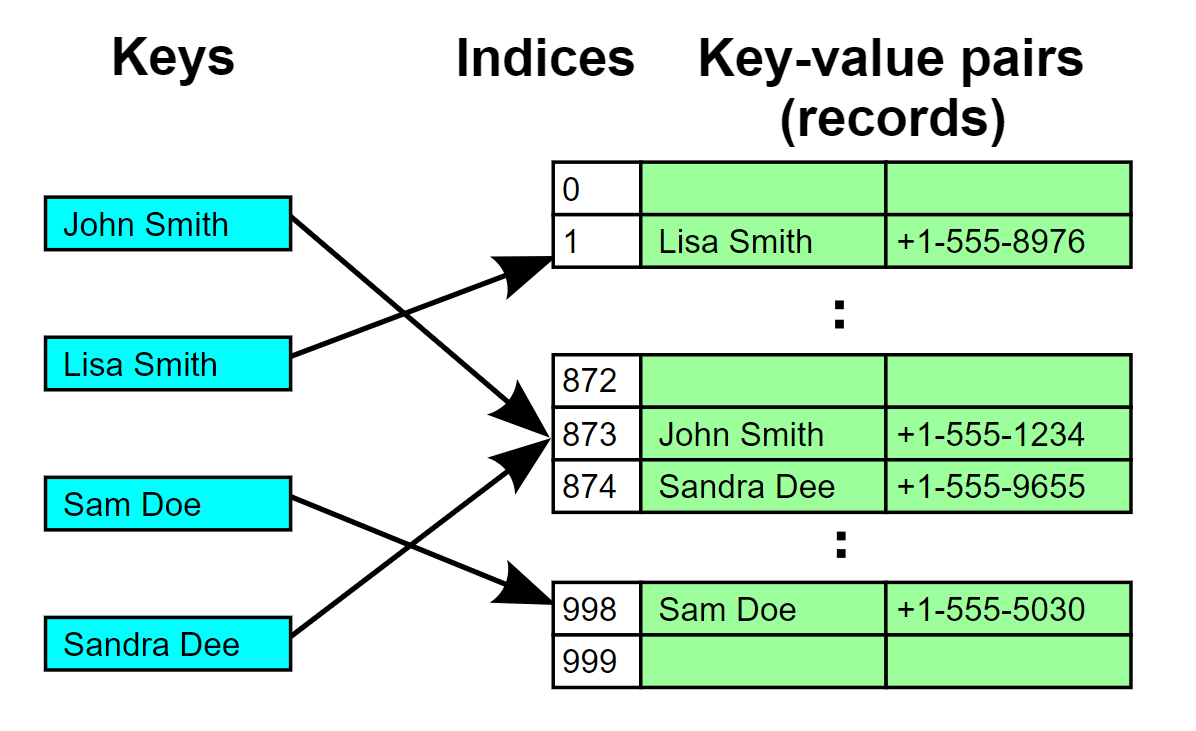 Keys
Indices
Key-value pairs
(records)
John Smith
Lisa Smith
Sam Doe
Sandra Dee
0
1 Lisa Smith +1-555-8976
:
872
873 John Smith +1-555-1234
874 Sandra Dee +1-555-9655
:
998 Sam Doe +1-555-5030
999